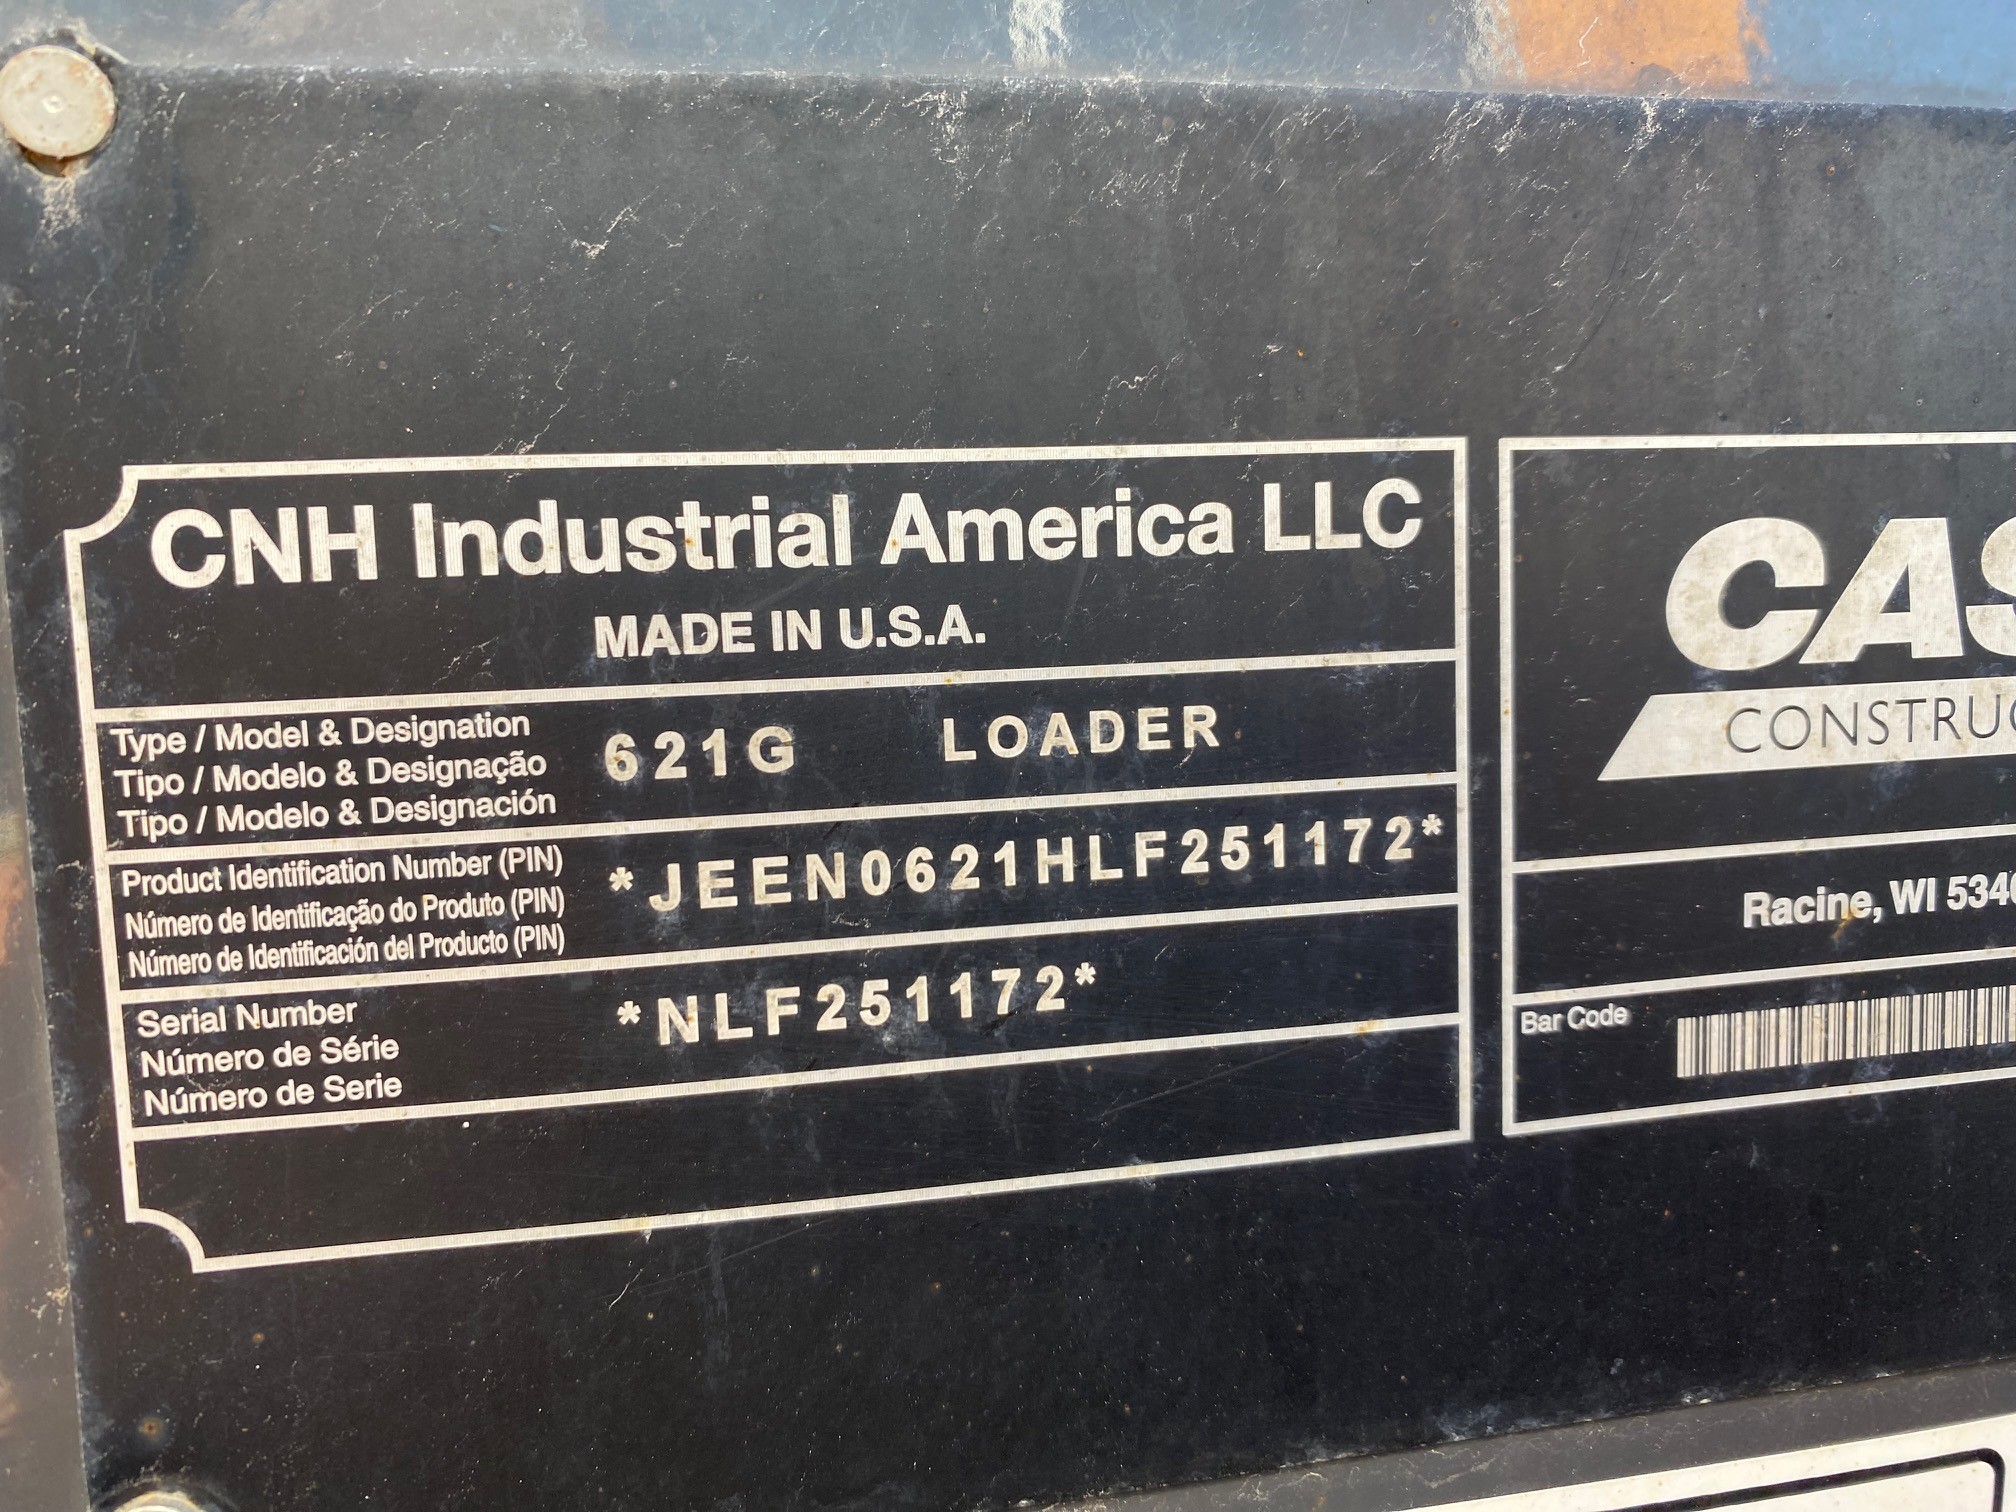 CNH Industrial America LLC
MADE IN U.S.A.
Type / Model & Designation
Tipo / Modelo & Designação
Tipo / Modelo & Designación
621G LOADER
Product Identification Number (PIN)
Número de Identificação do Produto (PIN)
Número de Identificación del Producto (PIN)
*JEEN0621HLF251172*
Serial Number
Número de Série
Número de Serie
*NLF251172*
CAS
CONSTRUC
Racine, WI 534
Bar Code